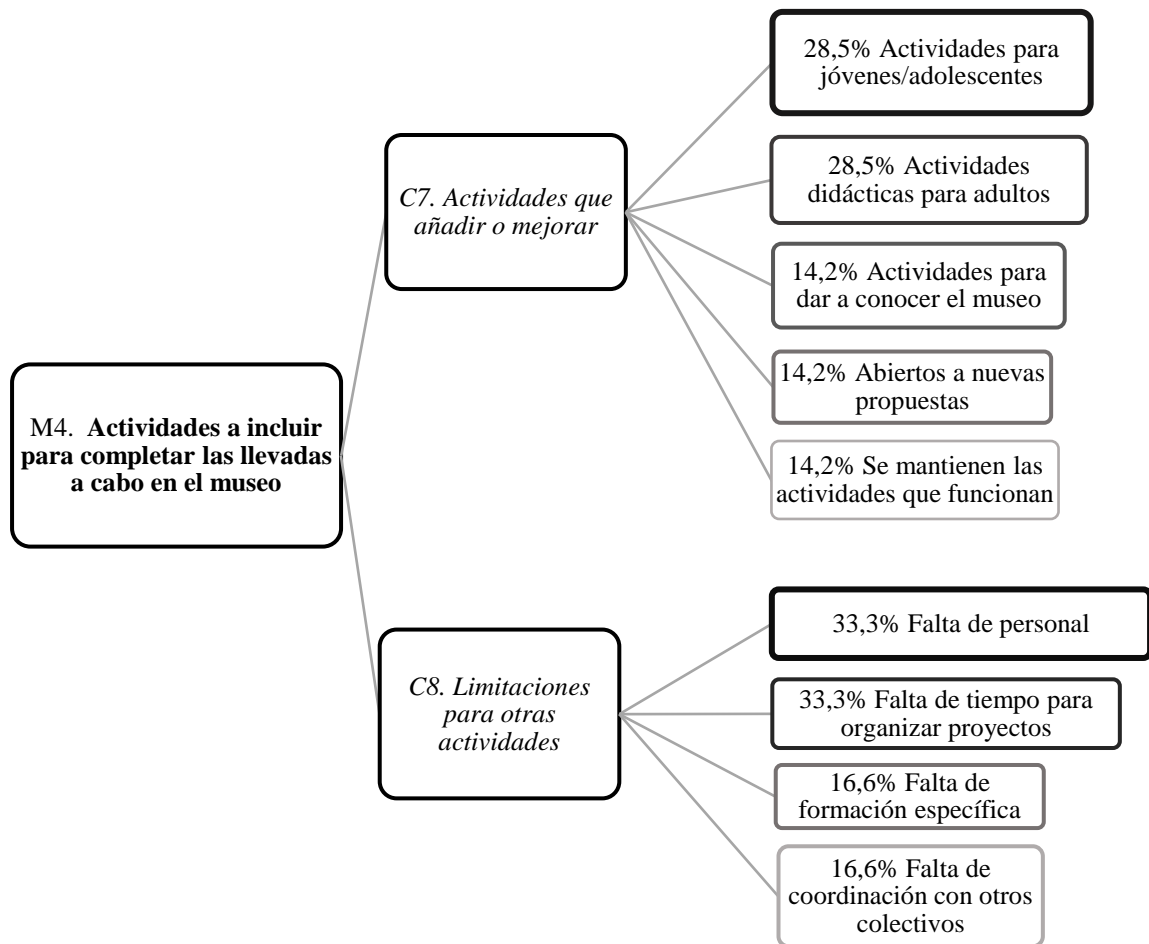 28,5% Actividades para
jóvenes/adolescentes
C7. Actividades que
añadir o mejorar
28,5% Actividades
didácticas para adultos
14,2% Actividades para
dar a conocer el museo
14,2% Abiertos a nuevas
propuestas
14,2% Se mantienen las
actividades que funcionan
M4. Actividades a incluir
para completar las llevadas
a cabo en el museo
C8. Limitaciones
para otras
actividades
33,3% Falta de personal
33,3% Falta de tiempo para
organizar proyectos
16,6% Falta de
formación específica
16,6% Falta de
coordinación con otros
colectivos